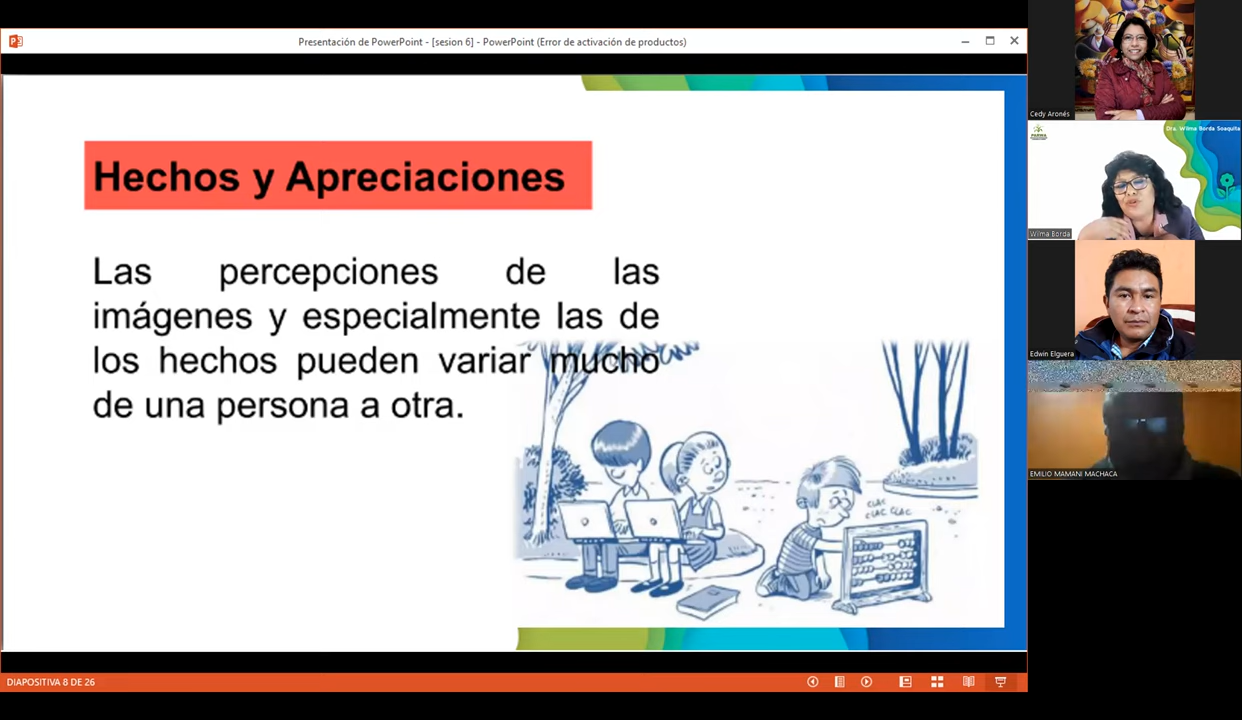 Presentación de PowerPoint - [sesion 6] - PowerPoint (Error de activación de productos)
Hechos y Apreciaciones
Las percepciones de las
imágenes y especialmente las de
los hechos pueden variar mucho
de una persona a otra.
CLAC
CLAC CLAC
DIAPOSITIVA 8 DE 26
Cedy Aronés
Dra. Wilma Borda Soaquita
Wilma Borda
Edwin Elguera
EMILIO MAMANI MACHACA